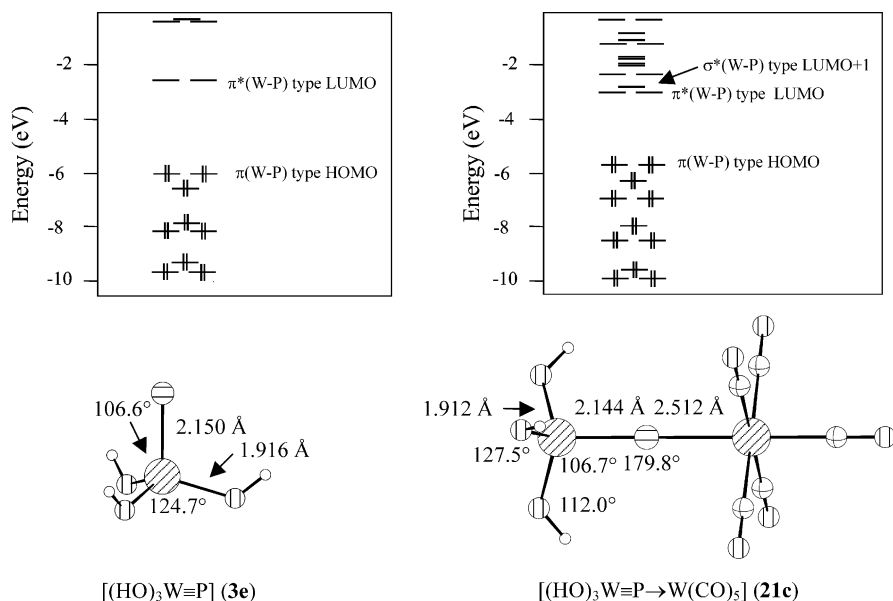 Energy (eV)
-2
-4
-6
-8
-10
π*(W-P) type LUMO
π(W-P) type HOMO
Energy (eV)
-2
-4
-6
-8
-10
σ*(W-P) type LUMO+1
π*(W-P) type LUMO
π(W-P) type HOMO
106.6°
2.150 Å
1.916 Å
124.7°
1.912 Å
2.144 Å
2.512 Å
127.5°
106.7°
179.8°
112.0°
[(HO)₃W≡P] (3e)
[(HO)₃W≡P→W(CO)₅] (21c)